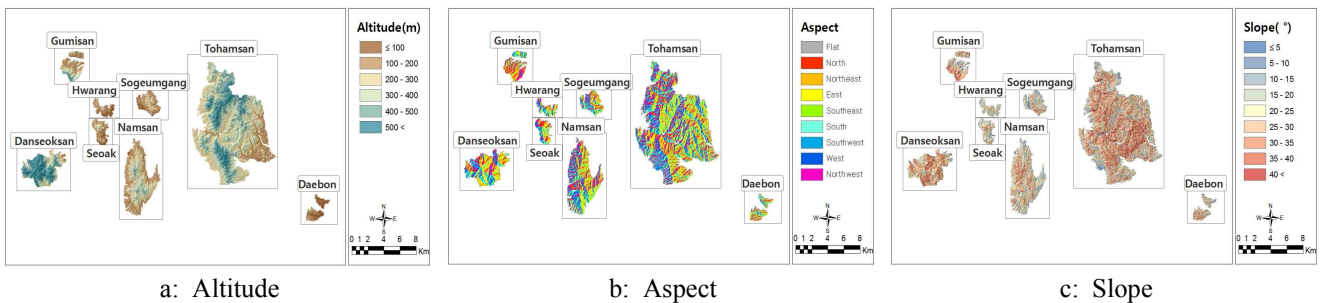 Altitude(m)
≤ 100
100 - 200
200 - 300
300 - 400
400 - 500
500 <
Gumisan
Tohamsan
Hwarang
Sogeumgang
Danseoksan
Namsan
Seoak
Daebon
N
W E
S
0 1 2 4 6 8
Km
a: Altitude
Aspect
Flat
North
Northeast
East
Southeast
South
Southwest
West
Northwest
Gumisan
Tohamsan
Hwarang
Sogeumgang
Danseoksan
Namsan
Seoak
Daebon
N
W E
S
0 1 2 4 6 8
Km
b: Aspect
Slope( °)
≤ 5
5 - 10
10 - 15
15 - 20
20 - 25
25 - 30
30 - 35
35 - 40
40 <
Gumisan
Tohamsan
Hwarang
Sogeumgang
Danseoksan
Namsan
Seoak
Daebon
N
W E
S
0 1 2 4 6 8
Km
c: Slope